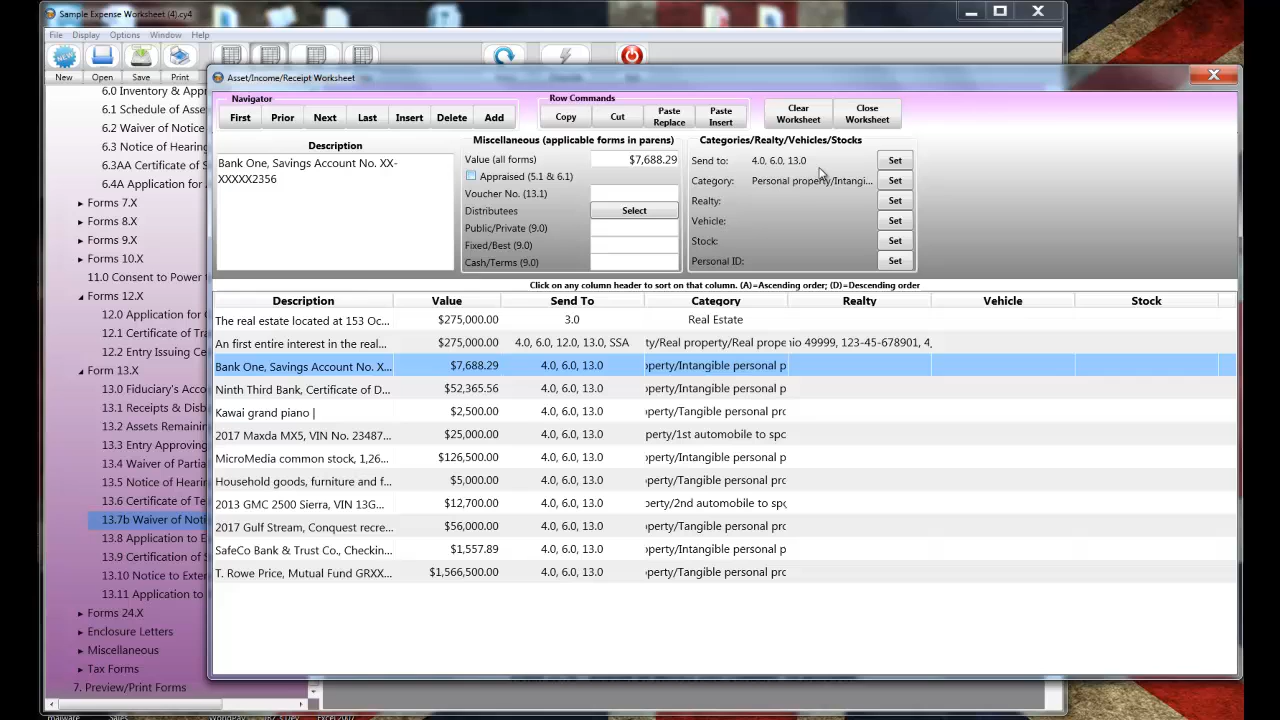 Sample Expense Worksheet (4).cy4
File Display Options Window Help
New Open Save Print
6.0 Inventory & Appr
6.1 Schedule of Asse
6.2 Waiver of Notice
6.3 Notice of Hearing
6.3AA Certificate of S
6.4A Application for
Forms 7.X
Forms 8.X
Forms 9.X
Forms 10.X
11.0 Consent to Power t
Forms 12.X
12.0 Application for C
12.1 Certificate of Tra
12.2 Entry Issuing Ce
Form 13.X
13.0 Fiduciary's Acco
13.1 Receipts & Disb
13.2 Assets Remainin
13.3 Entry Approving
13.4 Waiver of Partia
13.5 Notice of Hearin
13.6 Certificate of Te
13.7b Waiver of Noti
13.8 Application to E
13.9 Certification of S
13.10 Notice to Exter
13.11 Application to
Forms 24.X
Enclosure Letters
Miscellaneous
Tax Forms
7. Preview/Print Forms
Asset/Income/Receipt Worksheet
Navigator
First Prior Next Last Insert Delete Add
Row Commands
Copy Cut Paste Replace Paste Insert
Clear Worksheet Close Worksheet
Description
Bank One, Savings Account No. XX-
XXXXX2356
Miscellaneous (applicable forms in parens)
Value (all forms) $7,688.29
Appraised (5.1 & 6.1)
Voucher No. (13.1)
Distributees Select
Public/Private (9.0)
Fixed/Best (9.0)
Cash/Terms (9.0)
Categories/Realty/Vehicles/Stocks
Send to: 4.0, 6.0, 13.0 Set
Category: Personal property/Intangi... Set
Realty: Set
Vehicle: Set
Stock: Set
Personal ID: Set
Click on any column header to sort on that column. (A)=Ascending order; (D)=Descending order
Description Value Send To Category Realty Vehicle Stock
The real estate located at 153 Oc... $275,000.00 3.0 Real Estate
An first entire interest in the real... $275,000.00 4.0, 6.0, 12.0, 13.0, SSA ty/Real property/Real prope nio 49999, 123-45-678901, 4,
Bank One, Savings Account No. X... $7,688.29 4.0, 6.0, 13.0 operty/Intangible personal p
Ninth Third Bank, Certificate of D... $52,365.56 4.0, 6.0, 13.0 operty/Intangible personal p
Kawai grand piano | $2,500.00 4.0, 6.0, 13.0 operty/Tangible personal pro
2017 Maxda MX5, VIN No. 23487... $25,000.00 4.0, 6.0, 13.0 operty/1st automobile to spc
MicroMedia common stock, 1,26... $126,500.00 4.0, 6.0, 13.0 operty/Intangible personal p
Household goods, furniture and f... $5,000.00 4.0, 6.0, 13.0 operty/Tangible personal pro
2013 GMC 2500 Sierra, VIN 13G... $12,700.00 4.0, 6.0, 13.0 operty/2nd automobile to spc
2017 Gulf Stream, Conquest recre... $56,000.00 4.0, 6.0, 13.0 operty/Tangible personal pro
SafeCo Bank & Trust Co., Checkin... $1,557.89 4.0, 6.0, 13.0 operty/Intangible personal p
T. Rowe Price, Mutual Fund GRXX... $1,566,500.00 4.0, 6.0, 13.0 operty/Tangible personal pro